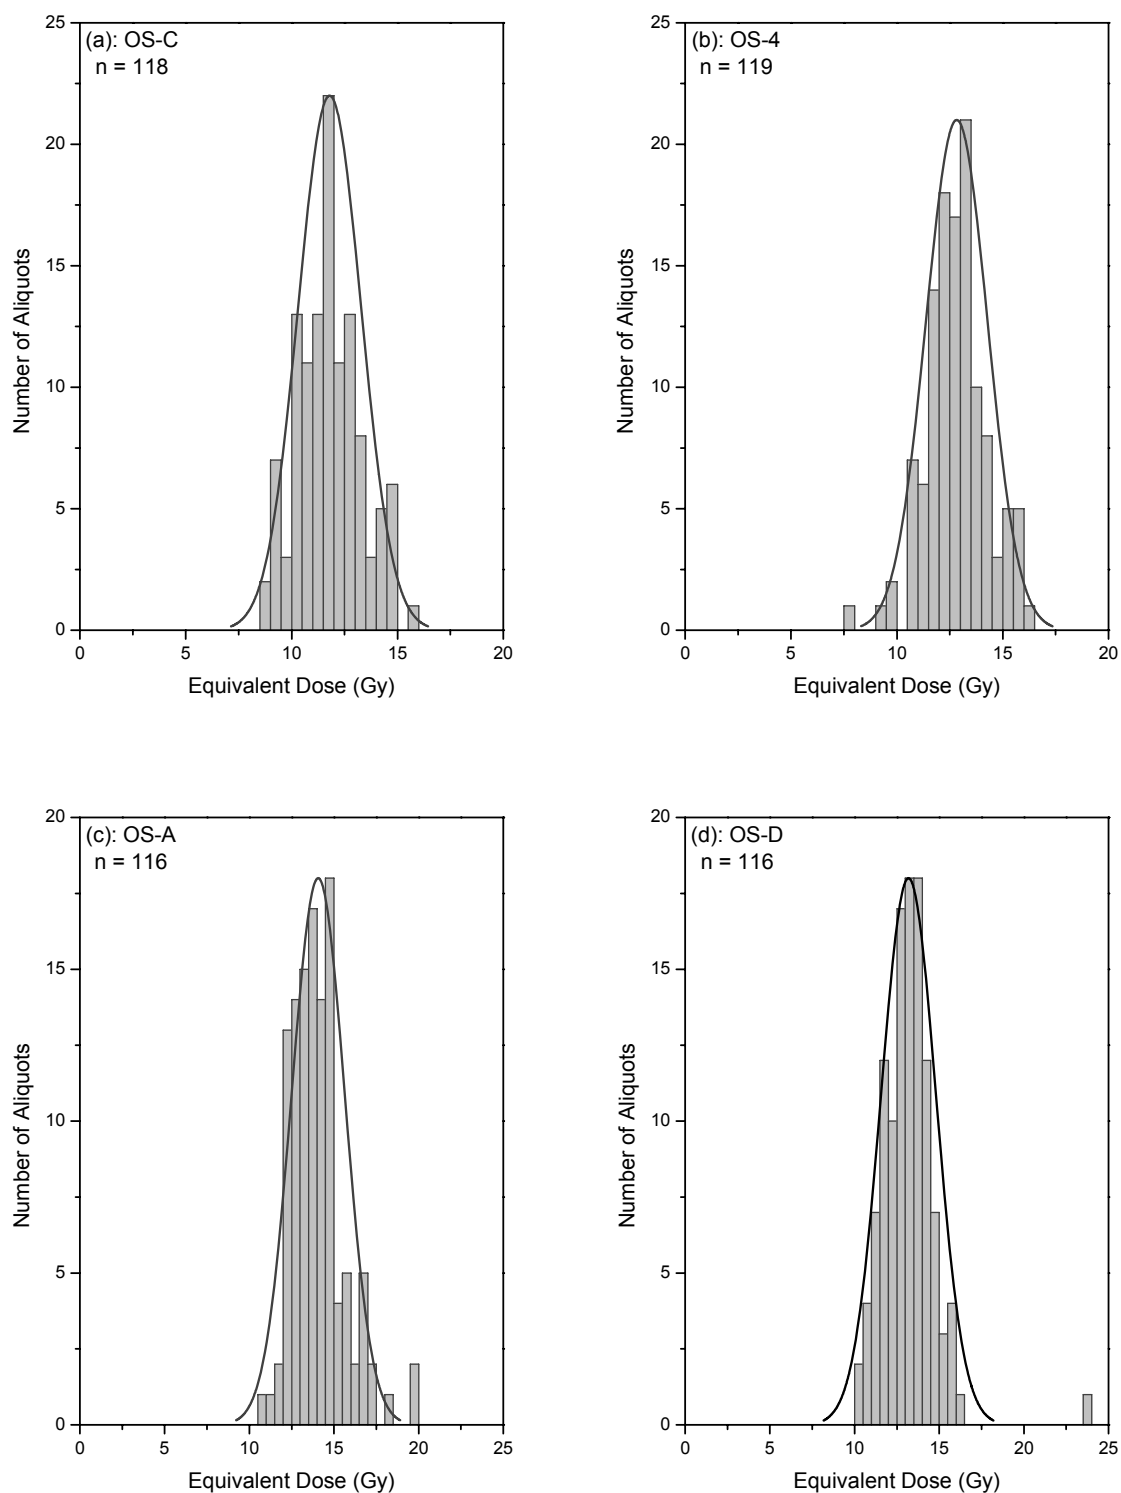 (a): OS-C
n = 118
25
20
15
10
5
0
Number of Aliquots
0 5 10 15 20
Equivalent Dose (Gy)
(b): OS-4
n = 119
25
20
15
10
5
0
Number of Aliquots
0 5 10 15 20
Equivalent Dose (Gy)
(c): OS-A
n = 116
20
15
10
5
0
Number of Aliquots
0 5 10 15 20 25
Equivalent Dose (Gy)
(d): OS-D
n = 116
20
15
10
5
0
Number of Aliquots
0 5 10 15 20 25
Equivalent Dose (Gy)